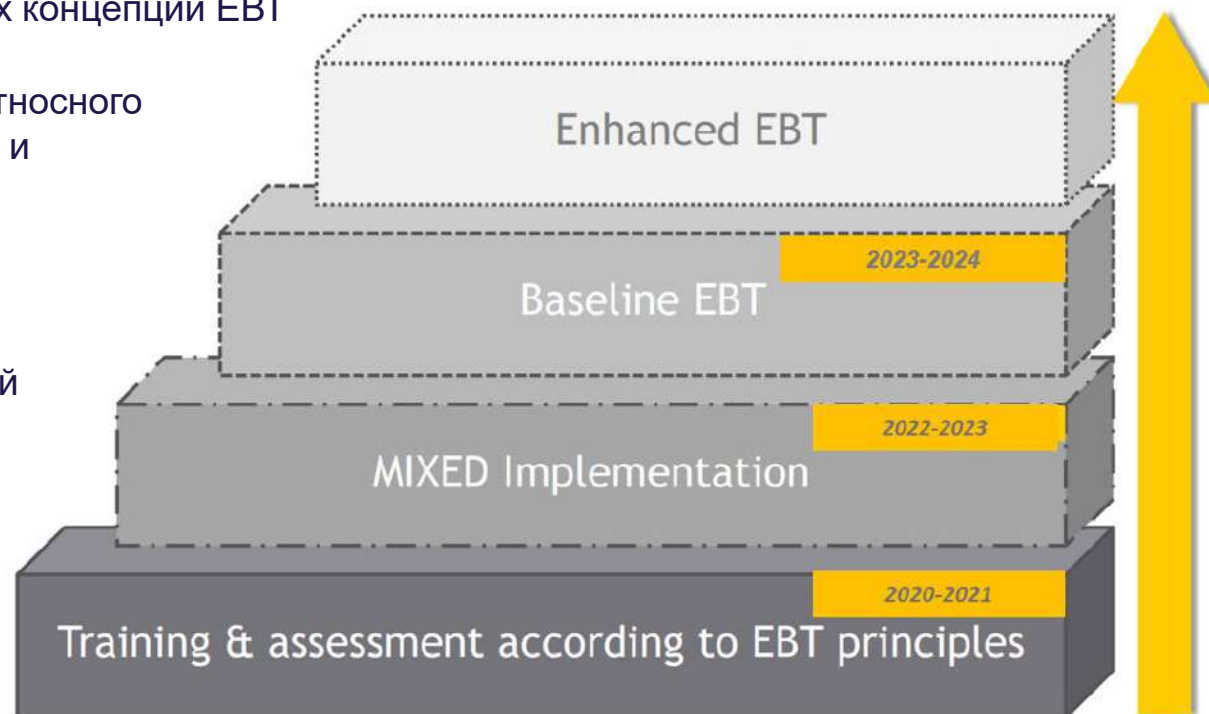 х концепции ЕВТ
тносного
и
й
Enhanced EBT
2023-2024
Baseline EBT
2022-2023
MIXED Implementation
2020-2021
Training & assessment according to EBT principles